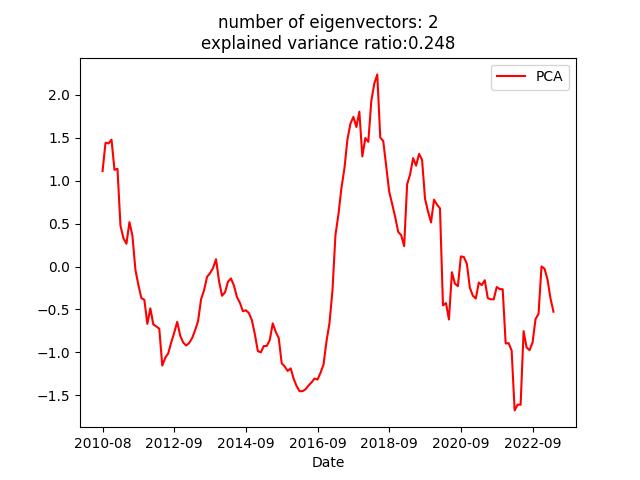 number of eigenvectors: 2
explained variance ratio:0.248
PCA
2.0
1.5
1.0
0.5
0.0
−0.5
−1.0
−1.5
2010-08 2012-09 2014-09 2016-09 2018-09 2020-09 2022-09
Date